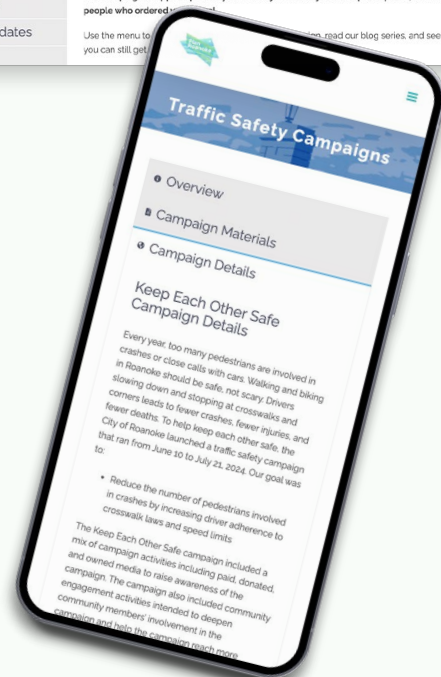 people who ordered
dates
Use the menu to
read our blog series, and see
you can still get
Plan
Roanoke
Traffic Safety Campaigns
Overview
Campaign Materials
Campaign Details
Keep Each Other Safe
Campaign Details
Every year, too many pedestrians are involved in
crashes or close calls with cars. Walking and biking
in Roanoke should be safe, not scary. Drivers
slowing down and stopping at crosswalks and
corners leads to fewer crashes, fewer injuries, and
fewer deaths. To help keep each other safe, the
City of Roanoke launched a traffic safety campaign
that ran from June 10 to July 21, 2024. Our goal was
to:
• Reduce the number of pedestrians involved
in crashes by increasing driver adherence to
crosswalk laws and speed limits
The Keep Each Other Safe campaign included a
mix of campaign activities including paid, donated,
and owned media to raise awareness of the
campaign. The campaign also included community
engagement activities intended to deepen
community members' involvement in the
campaign and help the campaign reach more